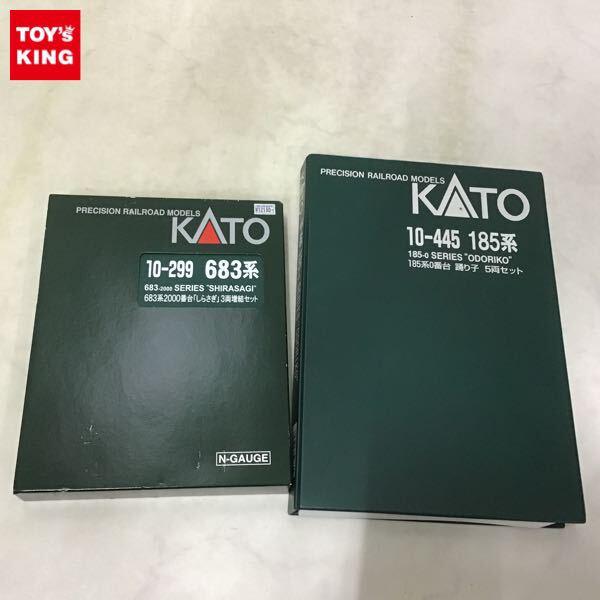 TOY's
KING
PRECISION RAILROAD MODELS
KATO
10-299 683系
683-2000 SERIES "SHIRASAGI"
683系2000番台「しらさぎ」3両増結セット
N-GAUGE
PRECISION RAILROAD MODELS
KATO
10-445 185系
185-0 SERIES "ODORIKO"
185系0番台 踊り子 5両セット